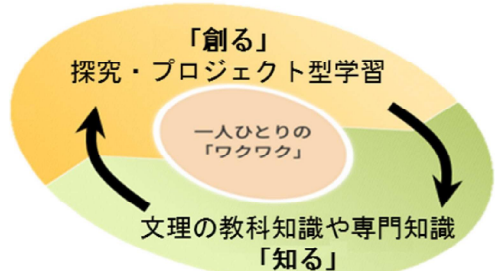 「創る」
探究・プロジェクト型学習
一人ひとりの
「ワクワク」
文理の教科知識や専門知識
「知る」